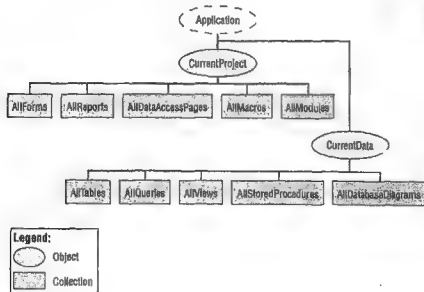 Application
CurrentProject
AllForms AllReports AllDataAccessPages AllMacros AllModules
CurrentData
AllTables AllQueries AllViews AllStoredProcedures AllDatabaseDiagrams
Legend:
Object
Collection